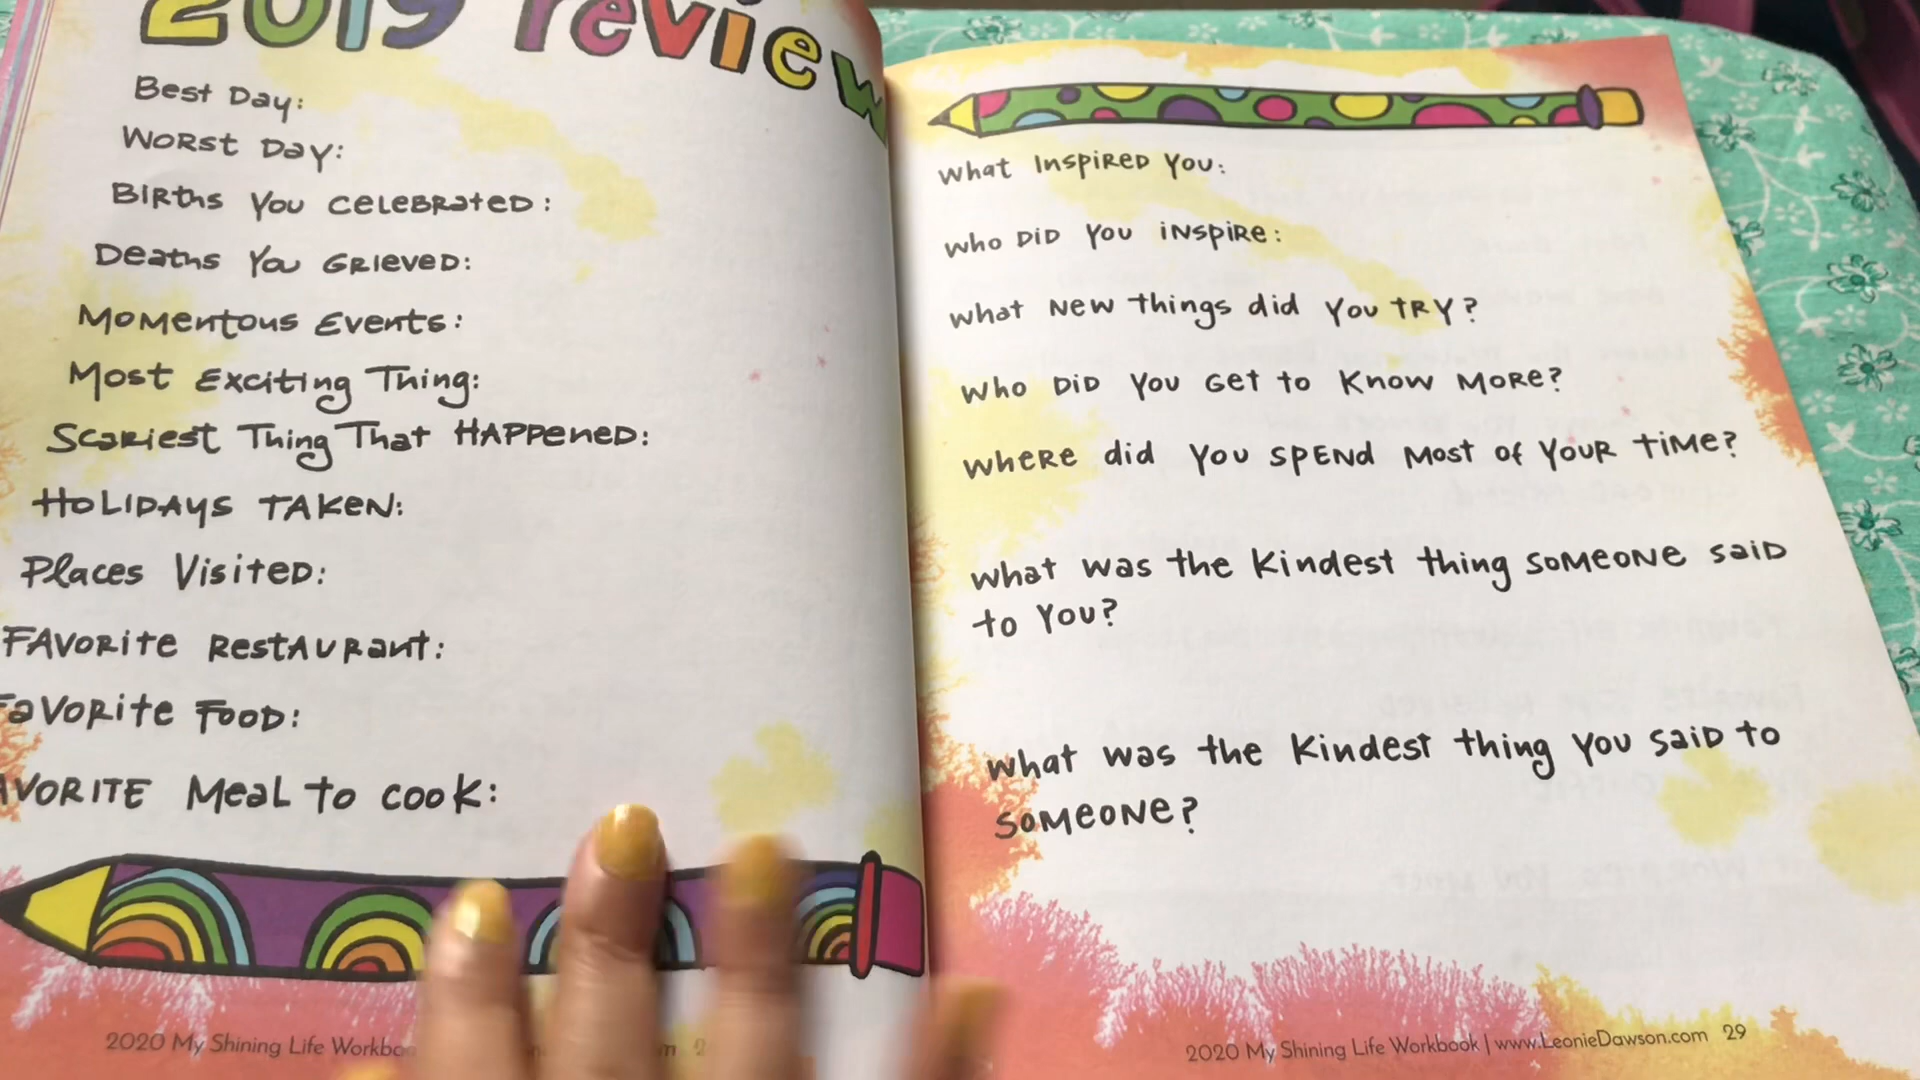 2019 review
Best Day:
Worst Day:
Births You Celebrated:
Deaths You Grieved:
Momentous Events:
Most Exciting Thing:
Scariest Thing That Happened:
Holidays Taken:
Places Visited:
Favorite Restaurant:
Favorite Food:
Meal to cook:
2020 My Shining Life
What Inspired You:
Who Did You inspire:
What New things did You TRY?
Who Did You Get to Know More?
Where did You Spend Most of Your Time?
What was the Kindest thing someone said
to You?
What was the Kindest thing you said to
someone?
2020 My Shining Life Workbook | www.LeonieDawson.com 29